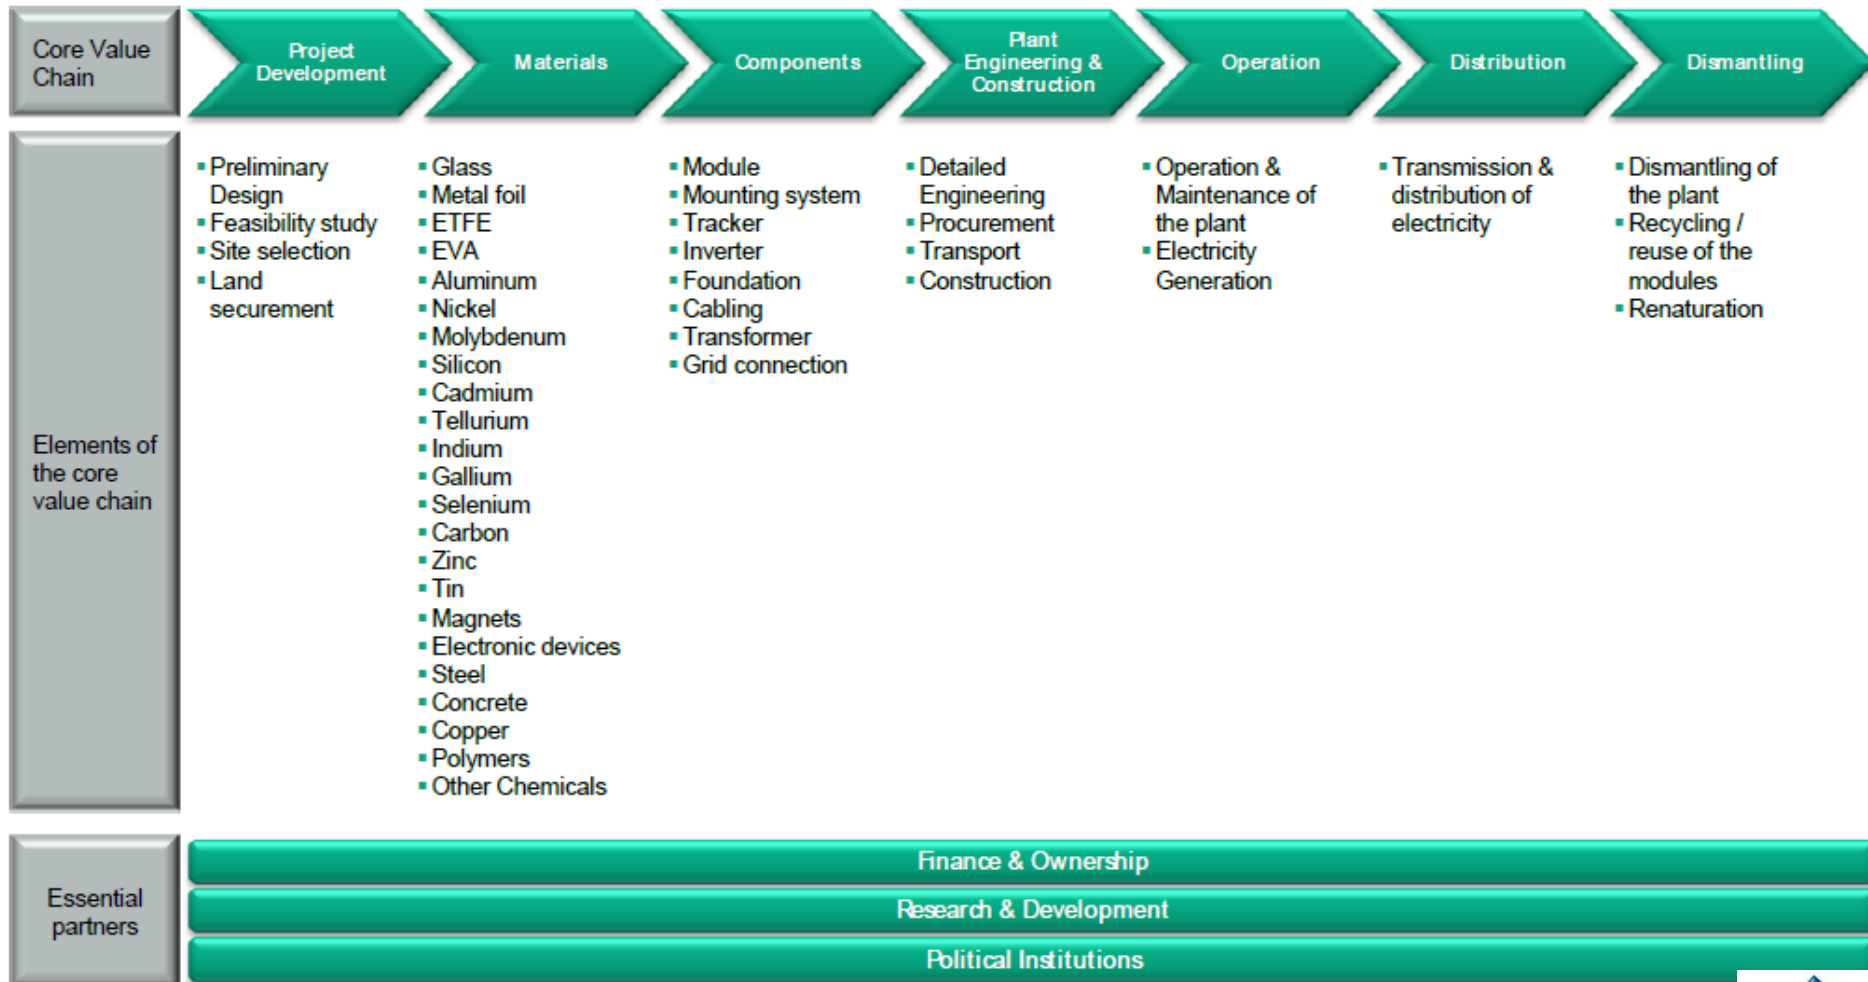 Core Value
Chain
Project
Development
Materials
Components
Plant
Engineering &
Construction
Operation
Distribution
Dismantling
Elements of
the core
value chain
▪ Preliminary
Design
▪ Feasibility study
▪ Site selection
▪ Land
securement
▪ Glass
▪ Metal foil
▪ ETFE
▪ EVA
▪ Aluminum
▪ Nickel
▪ Molybdenum
▪ Silicon
▪ Cadmium
▪ Tellurium
▪ Indium
▪ Gallium
▪ Selenium
▪ Carbon
▪ Zinc
▪ Tin
▪ Magnets
▪ Electronic devices
▪ Steel
▪ Concrete
▪ Copper
▪ Polymers
▪ Other Chemicals
▪ Module
▪ Mounting system
▪ Tracker
▪ Inverter
▪ Foundation
▪ Cabling
▪ Transformer
▪ Grid connection
▪ Detailed
Engineering
▪ Procurement
▪ Transport
▪ Construction
▪ Operation &
Maintenance of
the plant
▪ Electricity
Generation
▪ Transmission &
distribution of
electricity
▪ Dismantling of
the plant
▪ Recycling /
reuse of the
modules
▪ Renaturation
Essential
partners
Finance & Ownership
Research & Development
Political Institutions